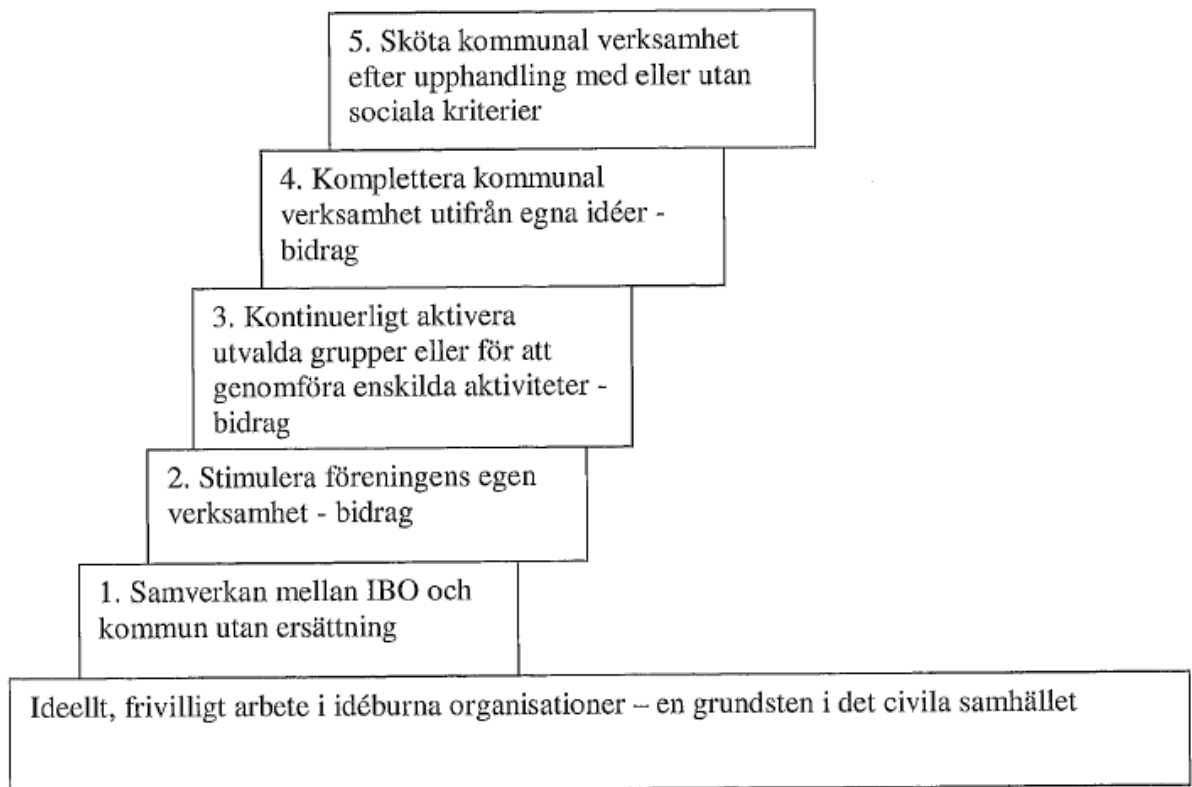 5. Sköta kommunal verksamhet
efter upphandling med eller utan
sociala kriterier
4. Komplettera kommunal
verksamhet utifrån egna idéer -
bidrag
3. Kontinuerligt aktivera
utvalda grupper eller för att
genomföra enskilda aktiviteter -
bidrag
2. Stimulera föreningens egen
verksamhet - bidrag
1. Samverkan mellan IBO och
kommun utan ersättning
Ideellt, frivilligt arbete i idéburna organisationer – en grundsten i det civila samhället